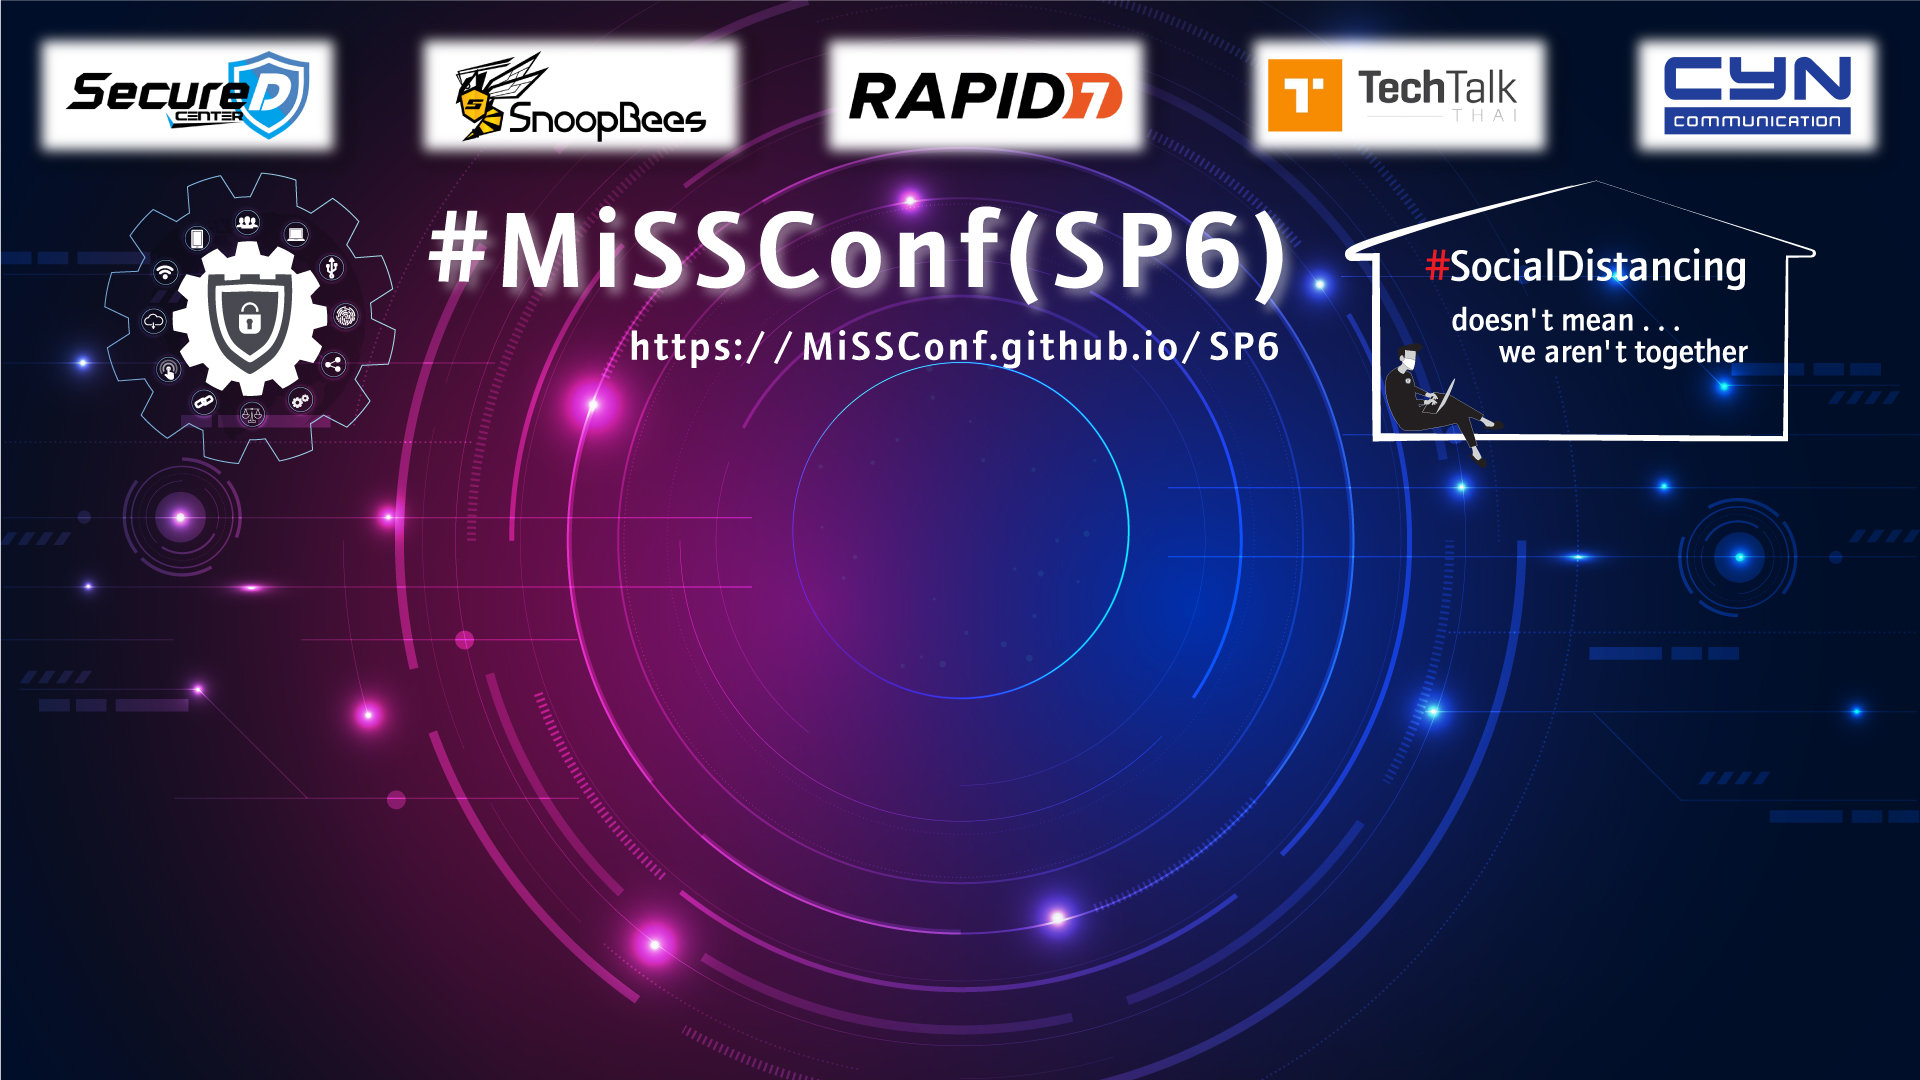 SecureD
CENTER
SnoopBees
RAPID7
TechTalk
THAI
CYN
COMMUNICATION
#MiSSConf(SP6)
https://MiSSConf.github.io/SP6
#SocialDistancing
doesn't mean ...
we aren't together